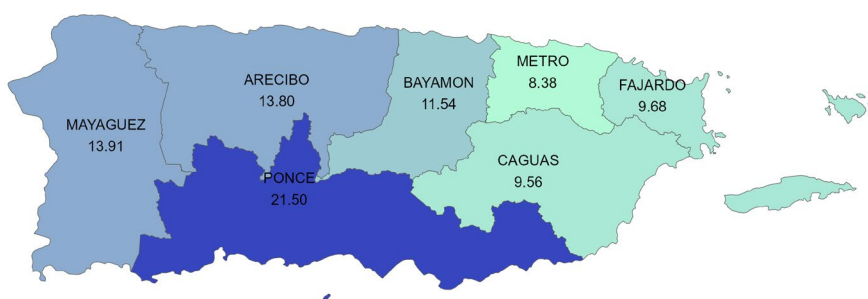 METRO
8.38
ARECIBO
13.80
BAYAMON
11.54
FAJARDO
9.68
MAYAGUEZ
13.91
CAGUAS
9.56
PONCE
21.50